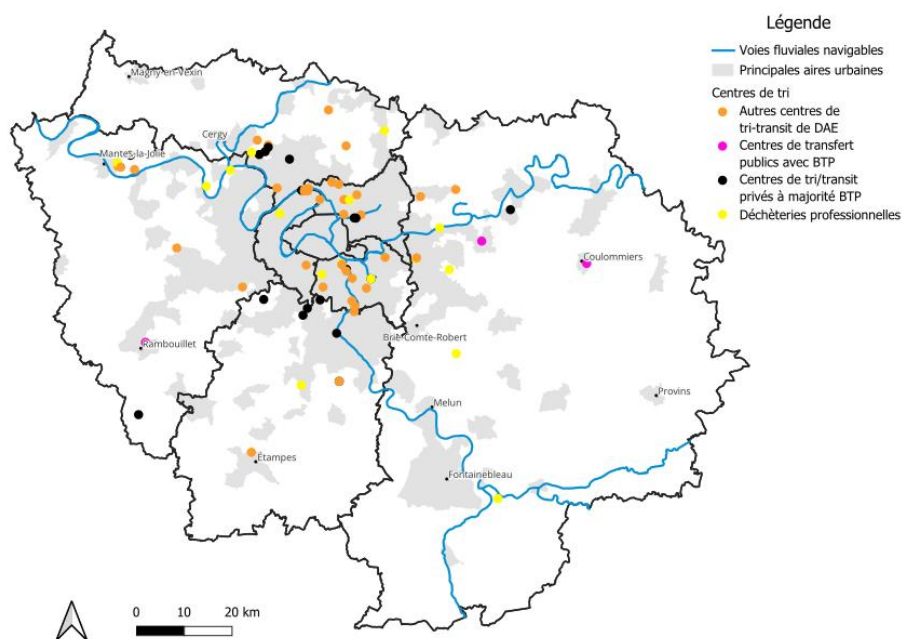 Légende
Voies fluviales navigables
Principales aires urbaines
Centres de tri
Autres centres de
tri-transit de DAE
Centres de transfert
publics avec BTP
Centres de tri/transit
privés à majorité BTP
Déchèteries professionnelles
Magny-en-Vexin
Cergy
Mantes-la-Jolie
Coulommiers
Rambouillet
Brie-Comte-Robert
Provins
Melun
Étampes
Fontainebleau
0 10 20 km